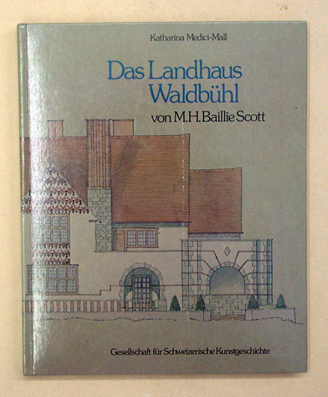 Katharina Medici-Mall
Das Landhaus
Waldbühl
von M.H. Baillie Scott
Gesellschaft für Schweizerische Kunstgeschichte